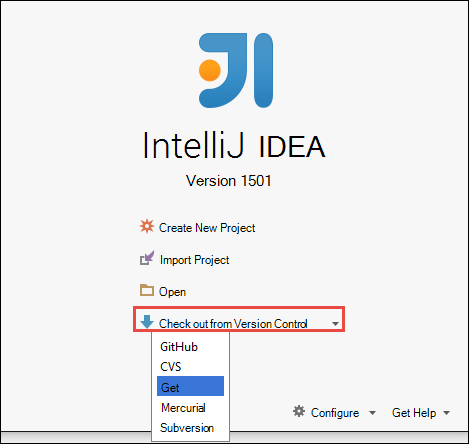 IntelliJ IDEA
Version 1501
Create New Project
Import Project
Open
Check out from Version Control
GitHub
CVS
Get
Mercurial
Subversion
Configure Get Help